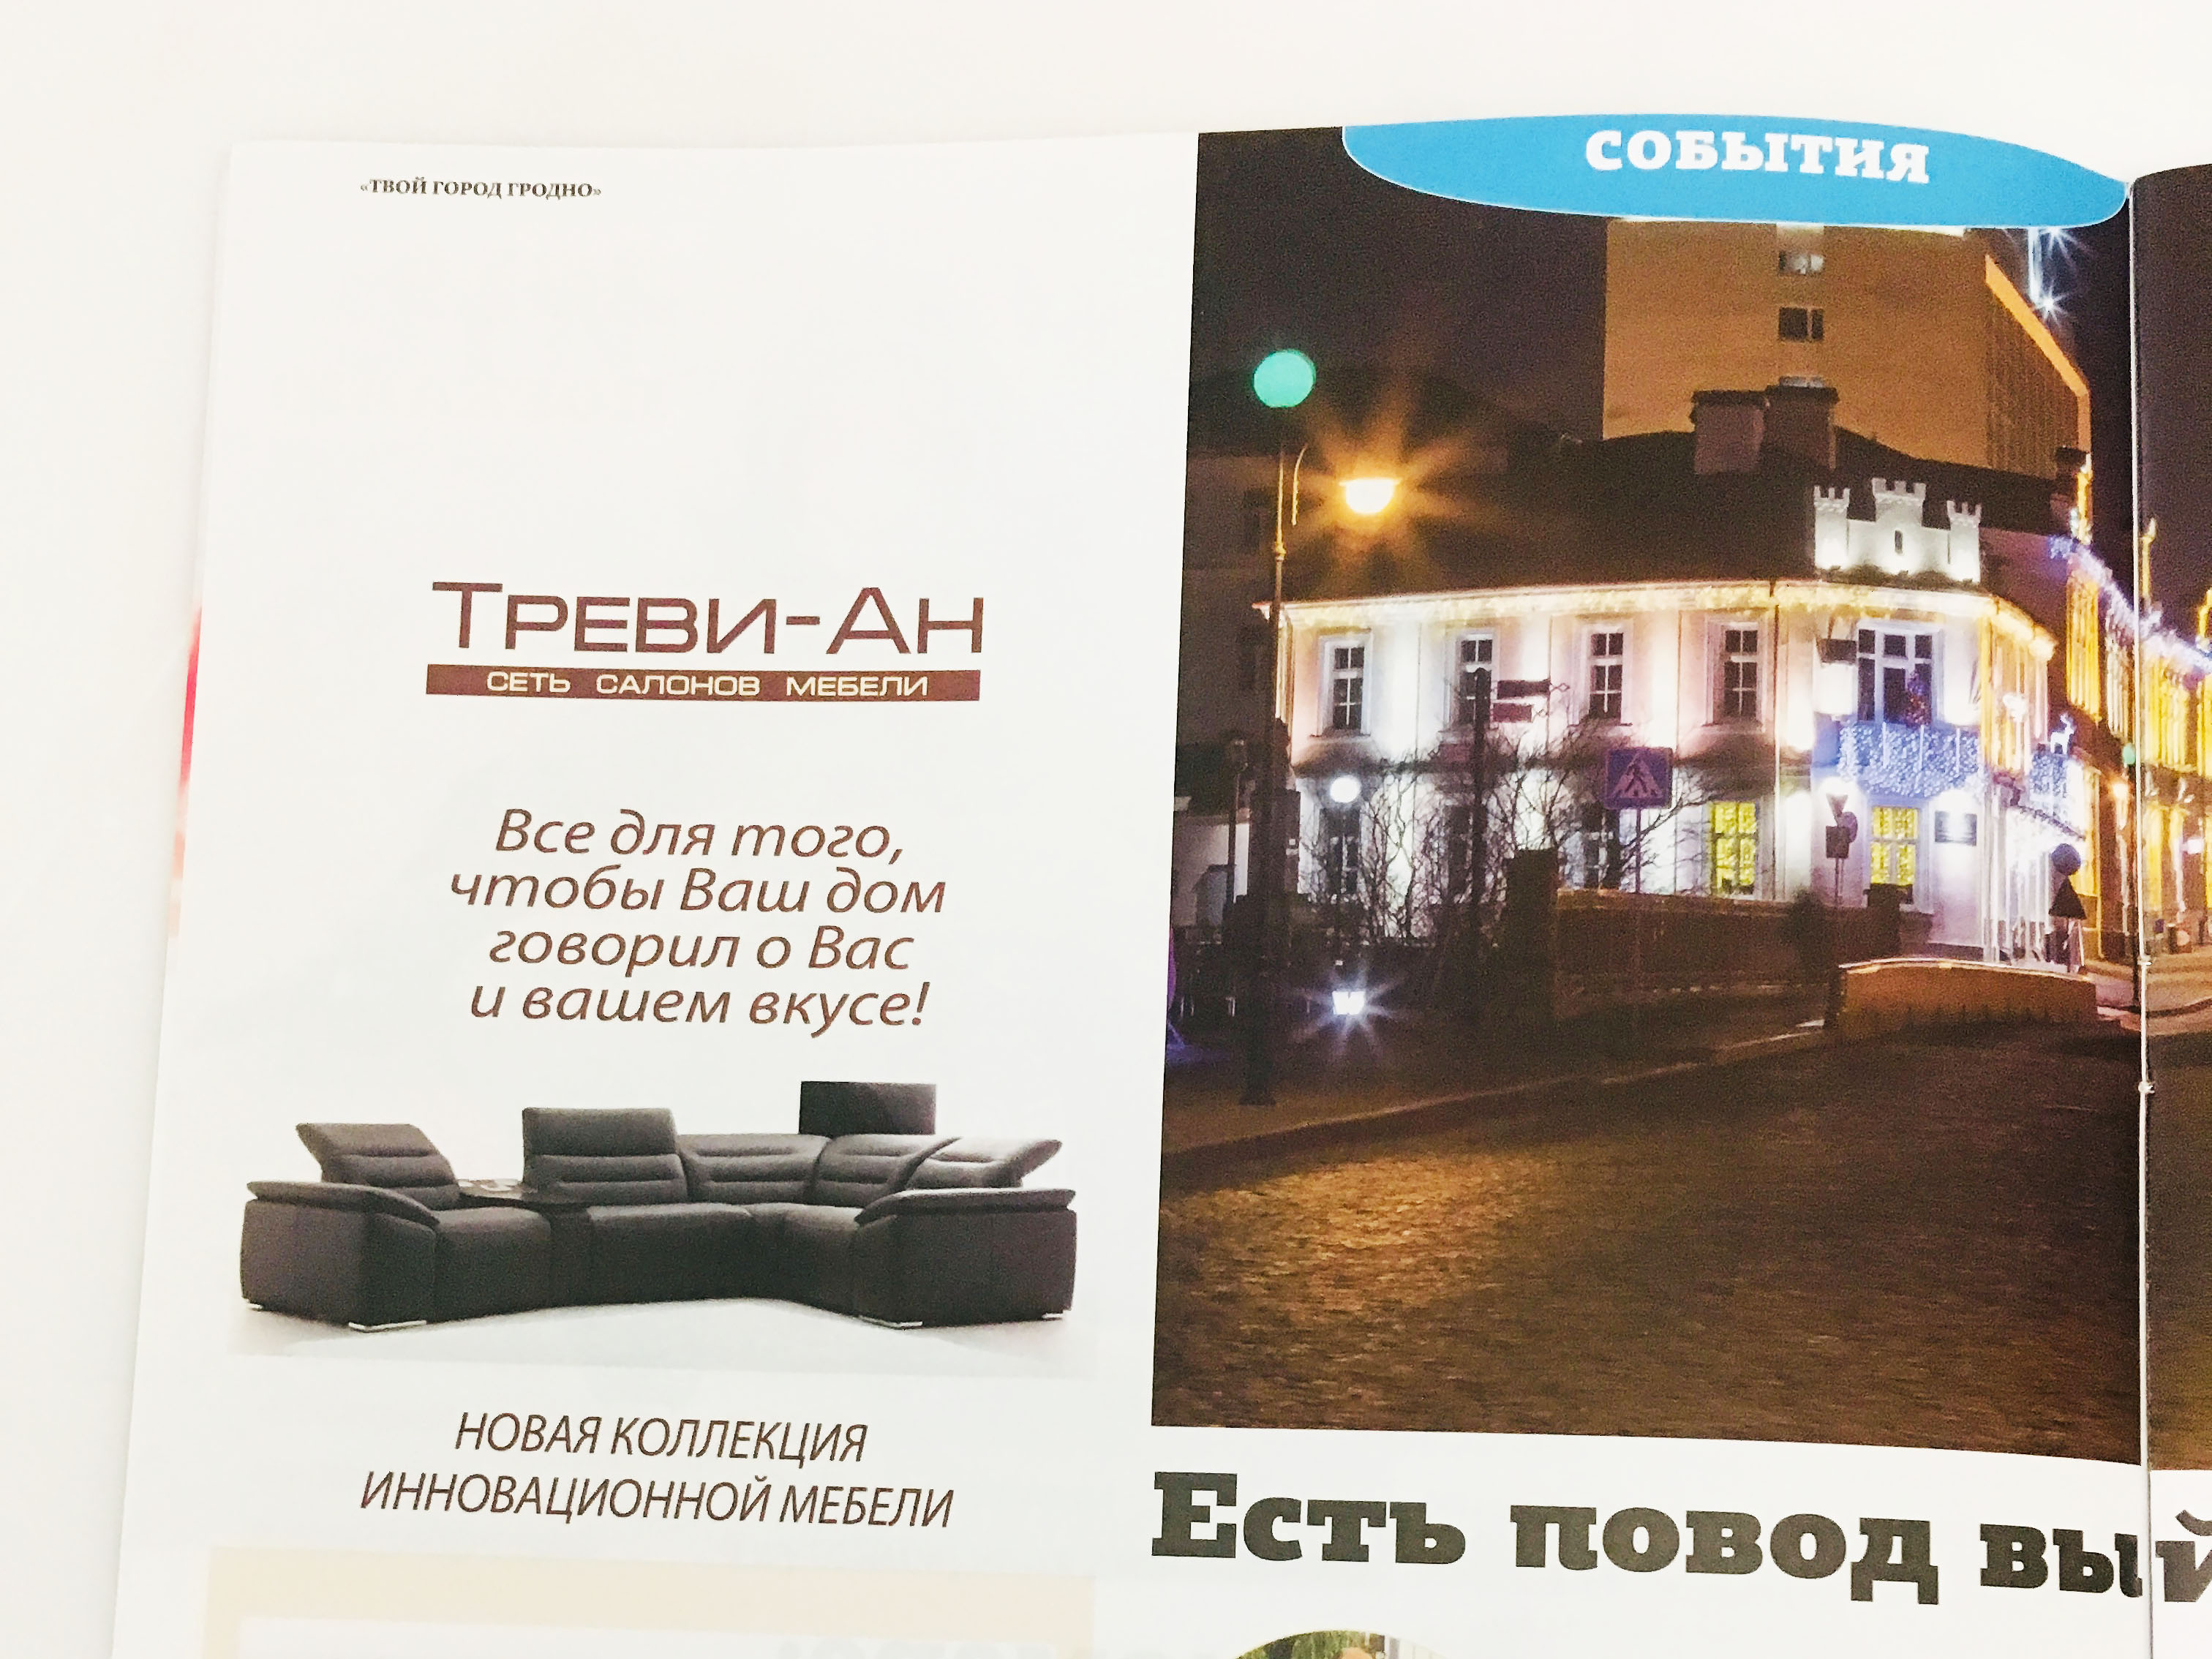 «ТВОЙ ГОРОД ГРОДНО»
СОБЫТИЯ
ТРЕВИ-АН
СЕТЬ САЛОНОВ МЕБЕЛИ
Все для того,
чтобы Ваш дом
говорил о Вас
и вашем вкусе!
НОВАЯ КОЛЛЕКЦИЯ
ИННОВАЦИОННОЙ МЕБЕЛИ
Есть повод вый